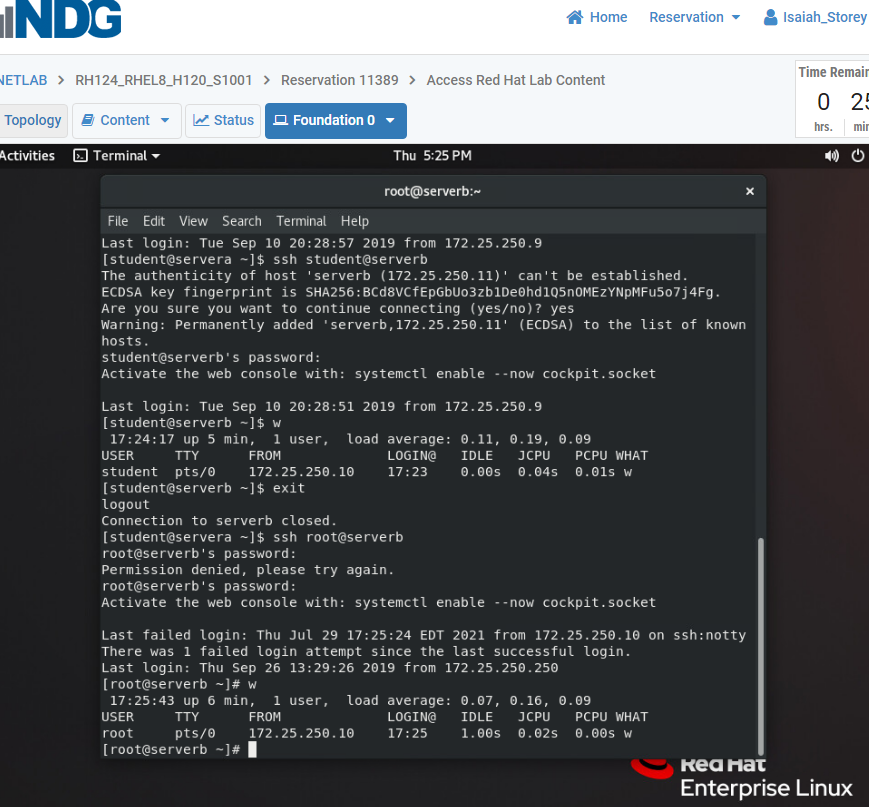 NDG
Home Reservation Isaiah_Storey
NETLAB > RH124_RHEL8_H120_S1001 > Reservation 11389 > Access Red Hat Lab Content
Time Remain
0 25
hrs. min
Topology Content Status Foundation 0
Activities Terminal Thu 5:25 PM
root@serverb:~ ×
File Edit View Search Terminal Help
Last login: Tue Sep 10 20:28:57 2019 from 172.25.250.9
[student@servera ~]$ ssh student@serverb
The authenticity of host 'serverb (172.25.250.11)' can't be established.
ECDSA key fingerprint is SHA256:BCd8VCfEpGbUo3zb1De0hd1Q5nOMEzYNpMFu5o7j4Fg.
Are you sure you want to continue connecting (yes/no)? yes
Warning: Permanently added 'serverb,172.25.250.11' (ECDSA) to the list of known
hosts.
student@serverb's password:
Activate the web console with: systemctl enable --now cockpit.socket
Last login: Tue Sep 10 20:28:51 2019 from 172.25.250.9
[student@serverb ~]$ w
17:24:17 up 5 min, 1 user, load average: 0.11, 0.19, 0.09
USER TTY FROM LOGIN@ IDLE JCPU PCPU WHAT
student pts/0 172.25.250.10 17:23 0.00s 0.04s 0.01s w
[student@serverb ~]$ exit
logout
Connection to serverb closed.
[student@servera ~]$ ssh root@serverb
root@serverb's password:
Permission denied, please try again.
root@serverb's password:
Activate the web console with: systemctl enable --now cockpit.socket
Last failed login: Thu Jul 29 17:25:24 EDT 2021 from 172.25.250.10 on ssh:notty
There was 1 failed login attempt since the last successful login.
Last login: Thu Sep 26 13:29:26 2019 from 172.25.250.250
[root@serverb ~]# w
17:25:43 up 6 min, 1 user, load average: 0.07, 0.16, 0.09
USER TTY FROM LOGIN@ IDLE JCPU PCPU WHAT
root pts/0 172.25.250.10 17:25 1.00s 0.02s 0.00s w
[root@serverb ~]#
Red Hat
Enterprise Linux